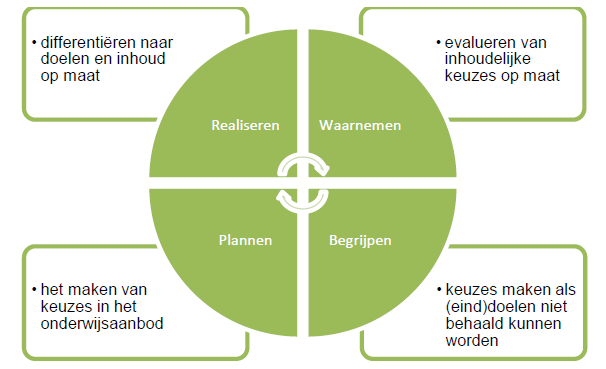 • differentiëren naar
doelen en inhoud
op maat
• evalueren van
inhoudelijke
keuzes op maat
Realiseren
Waarnemen
Plannen
Begrijpen
• het maken van
keuzes in het
onderwijsaanbod
• keuzes maken als
(eind)doelen niet
behaald kunnen
worden